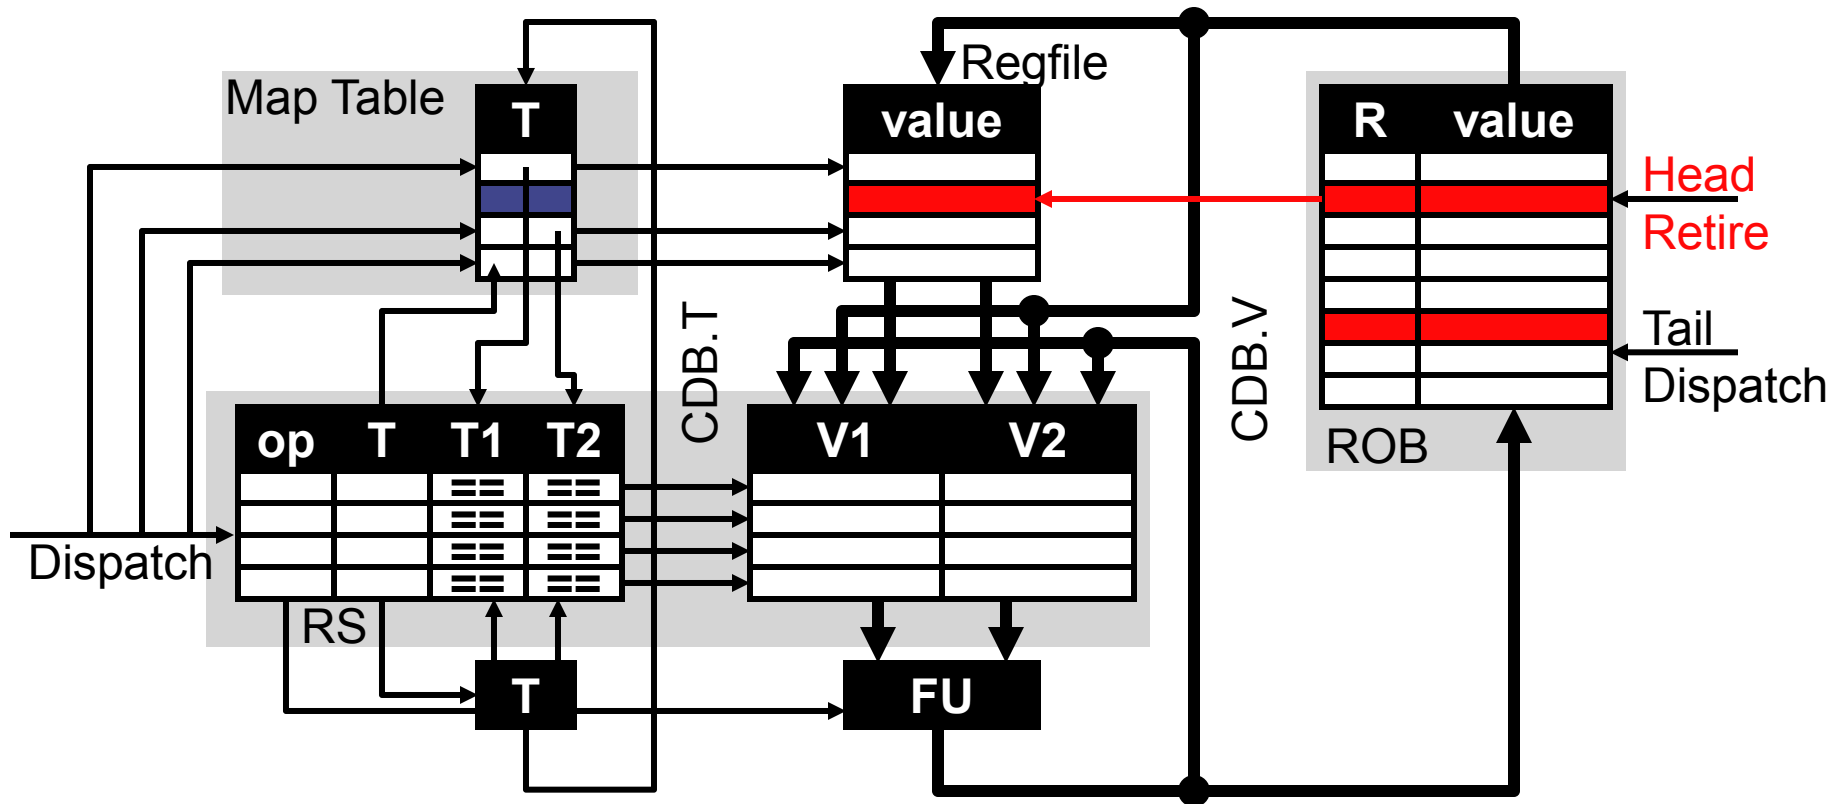 Regfile
Map Table
T
value
R value
Head
Retire
CDB.T
CDB.V
Tail
Dispatch
op T T1 T2
V1 V2
ROB
== ==
== ==
== ==
== ==
Dispatch
RS
T
FU